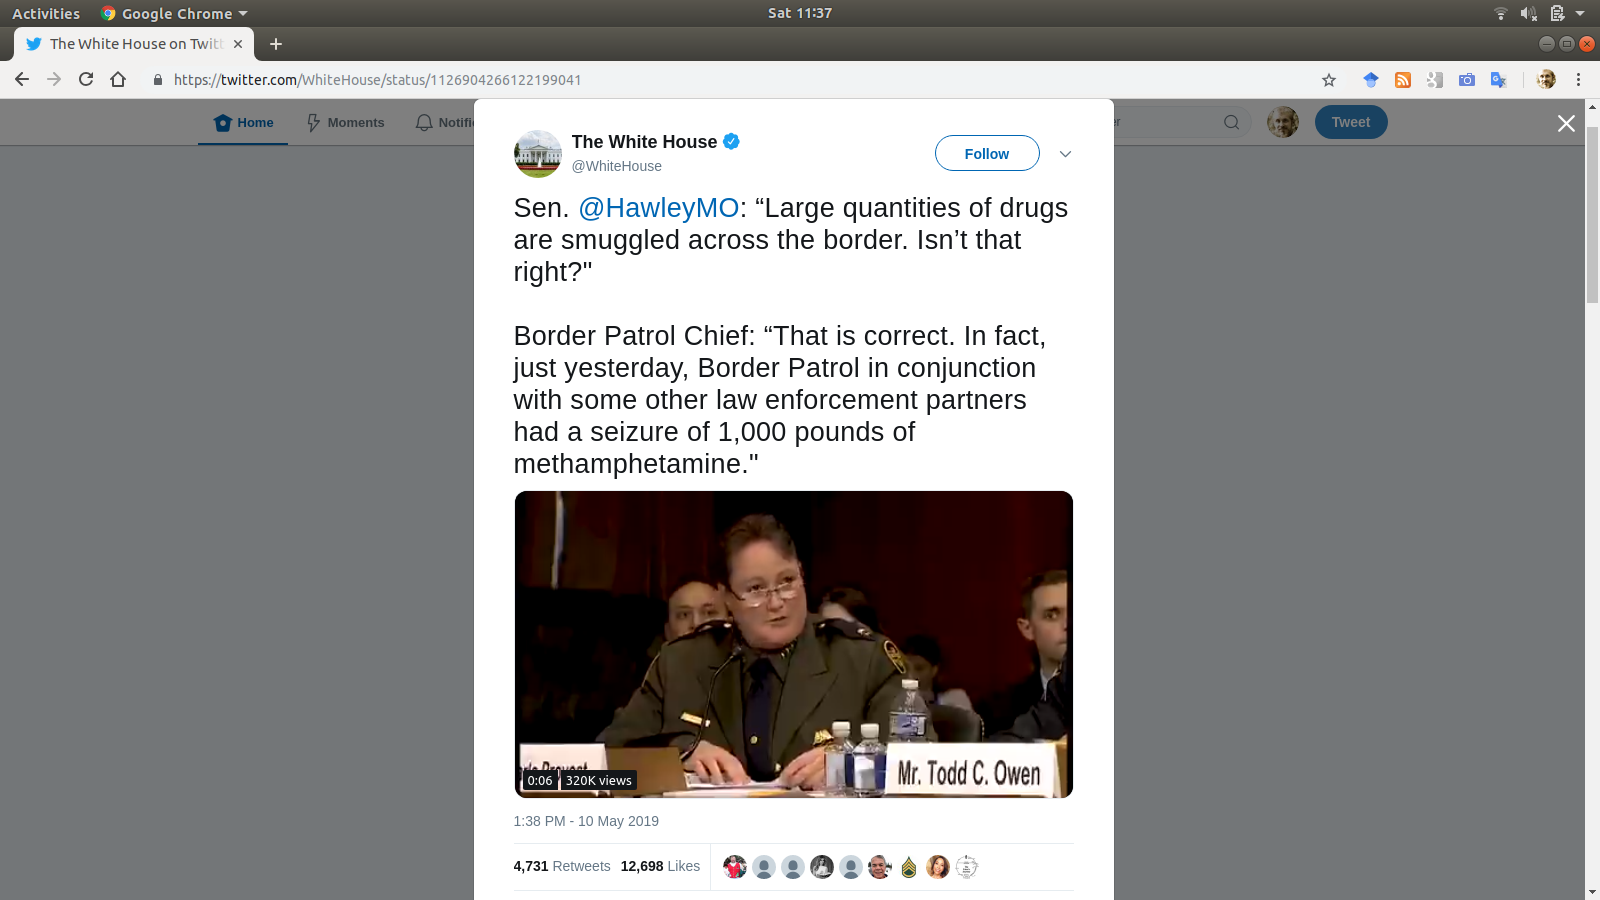 Activities Google Chrome Sat 11:37
The White House on Twitt
https://twitter.com/WhiteHouse/status/1126904266122199041
Home Moments Notifi Tweet
The White House
@WhiteHouse
Follow
Sen. @HawleyMO: “Large quantities of drugs
are smuggled across the border. Isn’t that
right?"
Border Patrol Chief: “That is correct. In fact,
just yesterday, Border Patrol in conjunction
with some other law enforcement partners
had a seizure of 1,000 pounds of
methamphetamine."
Mr. Todd C. Owen
0:06 320K views
1:38 PM - 10 May 2019
4,731 Retweets 12,698 Likes